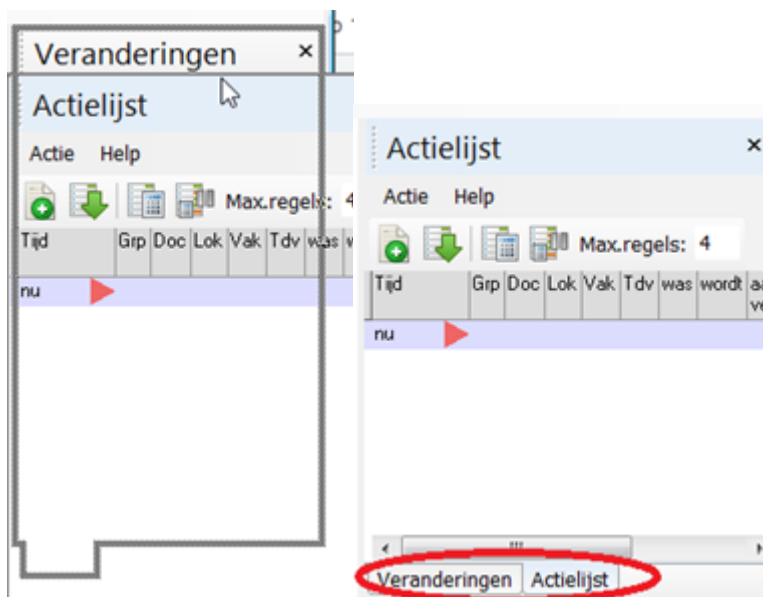 Veranderingen ×
Actielijst
Actie Help
Max.regels: 4
Tijd Grp Doc Lok Vak Tdv was
nu
Actielijst ×
Actie Help
Max.regels: 4
Tijd Grp Doc Lok Vak Tdv was wordt
nu
Veranderingen Actielijst